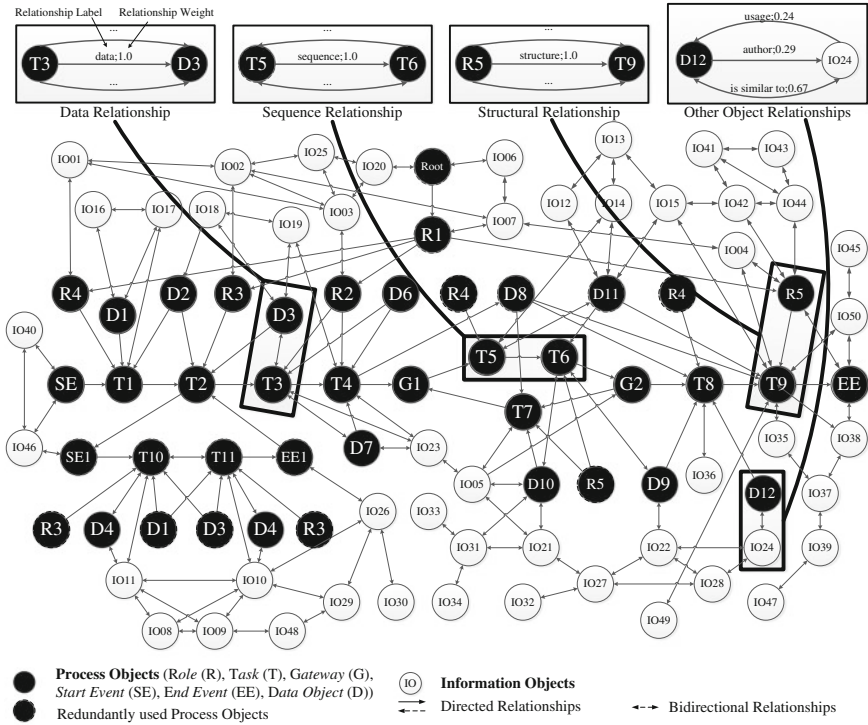 Relationship Label Relationship Weight
... ... ... usage;0.24
T3 data;1.0 D3 T5 sequence;1.0 T6 R5 structure;1.0 T9 D12 author;0.29 IO24
... ... ... is similar to;0.67
Data Relationship Sequence Relationship Structural Relationship Other Object Relationships
IO13
IO01 IO02 IO25 IO20 Root IO06 IO41 IO43
IO16 IO17 IO18 IO19 IO03 R1 IO07 IO12 IO14 IO15 IO42 IO44
IO04 IO45
R4 D1 D2 R3 D3 R2 D6 R4 D8 D11 R4 R5 IO50
IO40
SE T1 T2 T3 T4 G1 T5 T6 T7 G2 T8 T9 EE
IO46 SE1 T10 T11 EE1 D7 IO23 IO35 IO38
IO05 D10 R5 D9 IO36 D12 IO37
R3 D4 D1 D3 D4 R3 IO26 IO33
IO31 IO21 IO22 IO24 IO39
IO11 IO10 IO27 IO28
IO29 IO30 IO34 IO32 IO49 IO47
IO08 IO09 IO48
Process Objects (Role (R), Task (T), Gateway (G),
Start Event (SE), End Event (EE), Data Object (D))
Redundantly used Process Objects
IO Information Objects
Directed Relationships Bidirectional Relationships